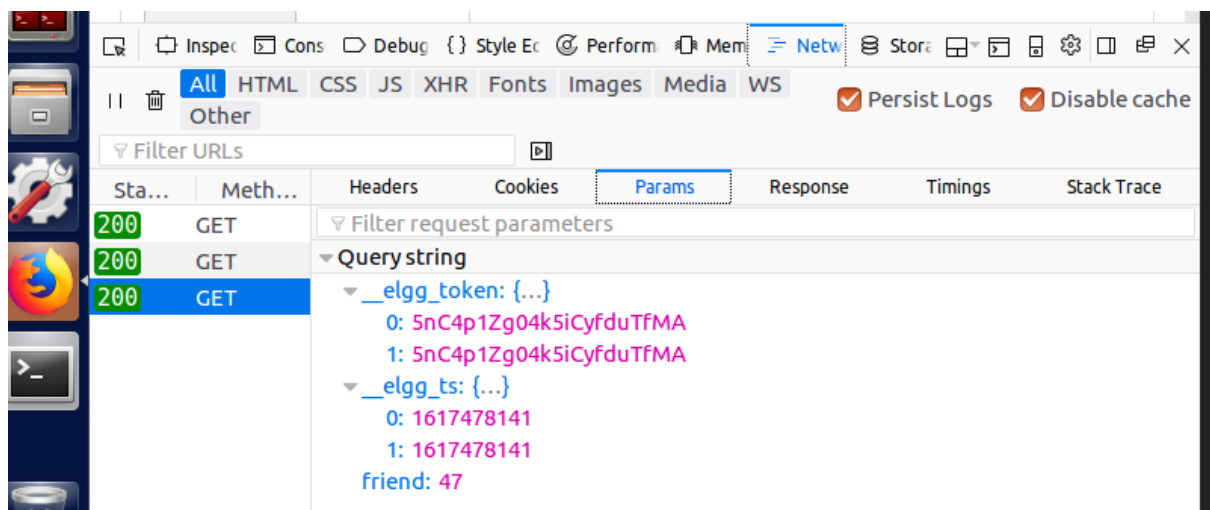 Inspec Cons Debug {} Style Ec Perform Mem Netw Stora
All HTML CSS JS XHR Fonts Images Media WS
Other
Persist Logs Disable cache
Filter URLs
Sta... Meth... Headers Cookies Params Response Timings Stack Trace
200 GET Filter request parameters
200 GET Query string
200 GET __elgg_token: {...}
0: 5nC4p1Zg04k5iCyfduTfMA
1: 5nC4p1Zg04k5iCyfduTfMA
__elgg_ts: {...}
0: 1617478141
1: 1617478141
friend: 47